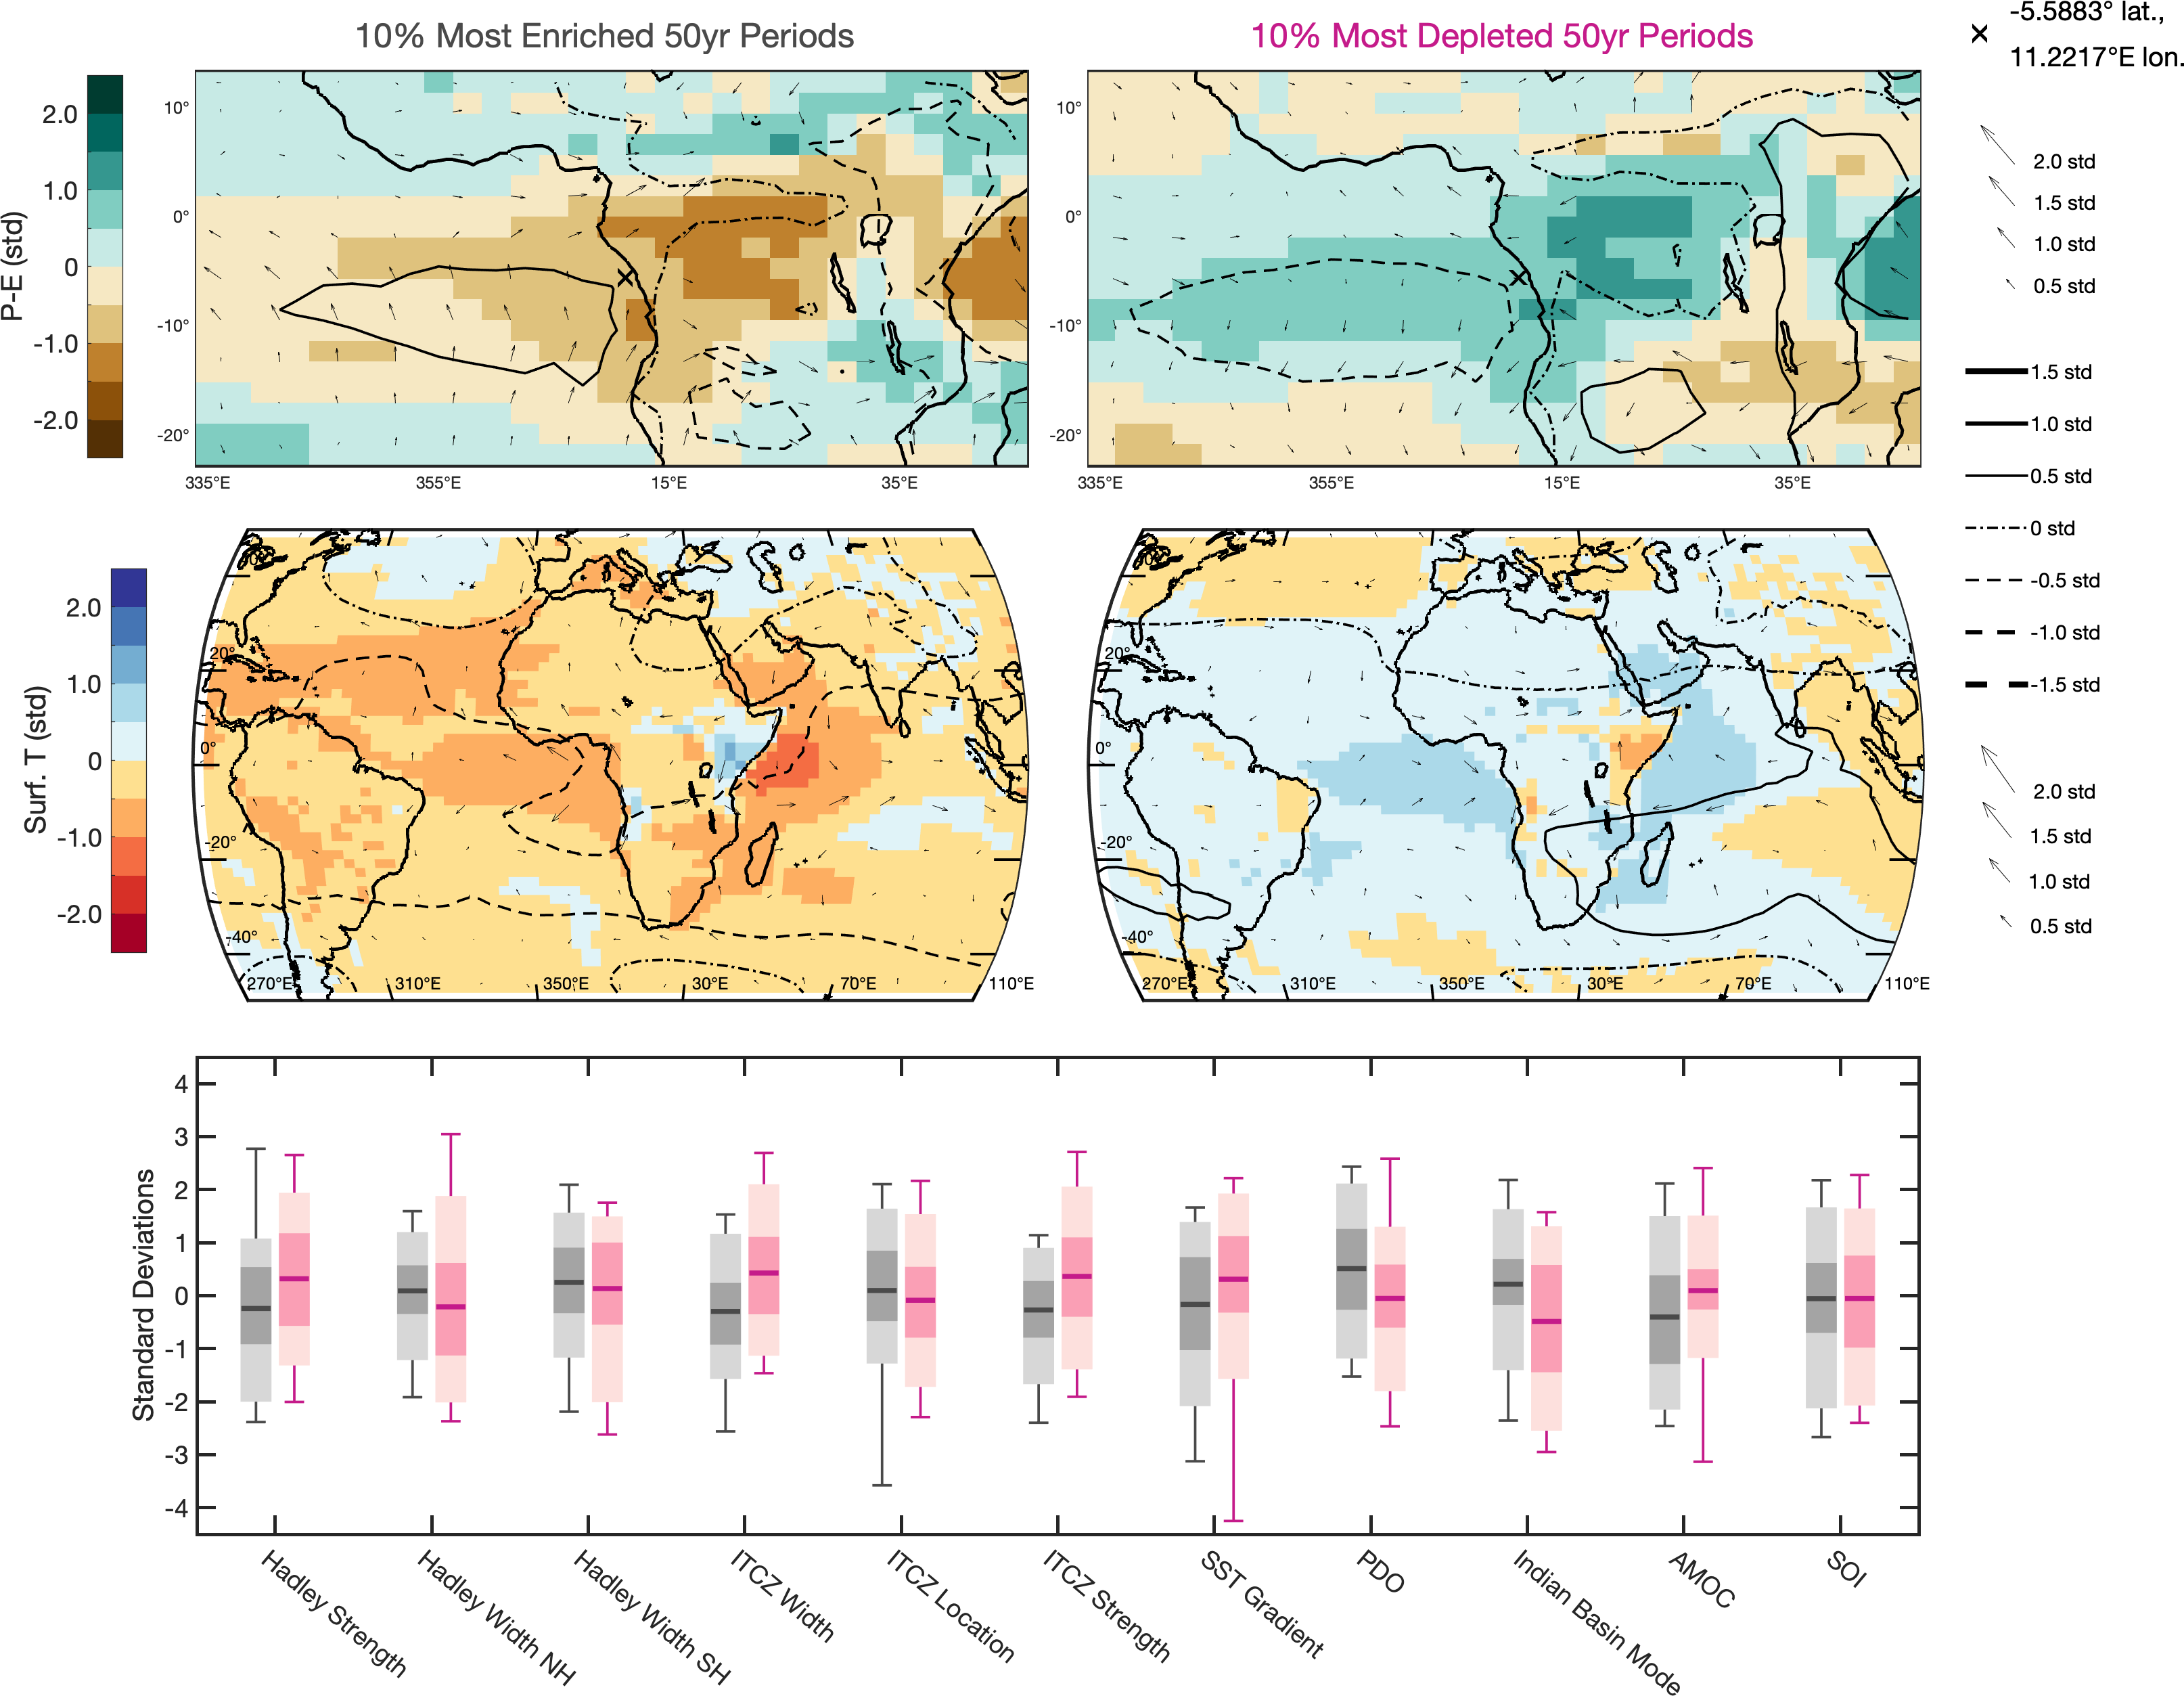 10% Most Enriched 50yr Periods
10% Most Depleted 50yr Periods
-5.5883° lat.,
11.2217°E lon.
P-E (std)
2.0
1.0
0
-1.0
-2.0
10°
0°
-10°
-20°
335°E
355°E
15°E
35°E
10°
0°
-10°
-20°
335°E
355°E
15°E
35°E
2.0 std
1.5 std
1.0 std
0.5 std
1.5 std
1.0 std
0.5 std
0 std
-0.5 std
-1.0 std
-1.5 std
Surf. T (std)
2.0
1.0
0
-1.0
-2.0
20°
0°
-20°
-40°
270°E
310°E
350°E
30°E
70°E
110°E
20°
0°
-20°
-40°
270°E
310°E
350°E
30°E
70°E
110°E
2.0 std
1.5 std
1.0 std
0.5 std
Standard Deviations
4
3
2
1
0
-1
-2
-3
-4
Hadley Strength
Hadley Width NH
Hadley Width SH
ITCZ Width
ITCZ Location
ITCZ Strength
SST Gradient
PDO
Indian Basin Mode
AMOC
SOI